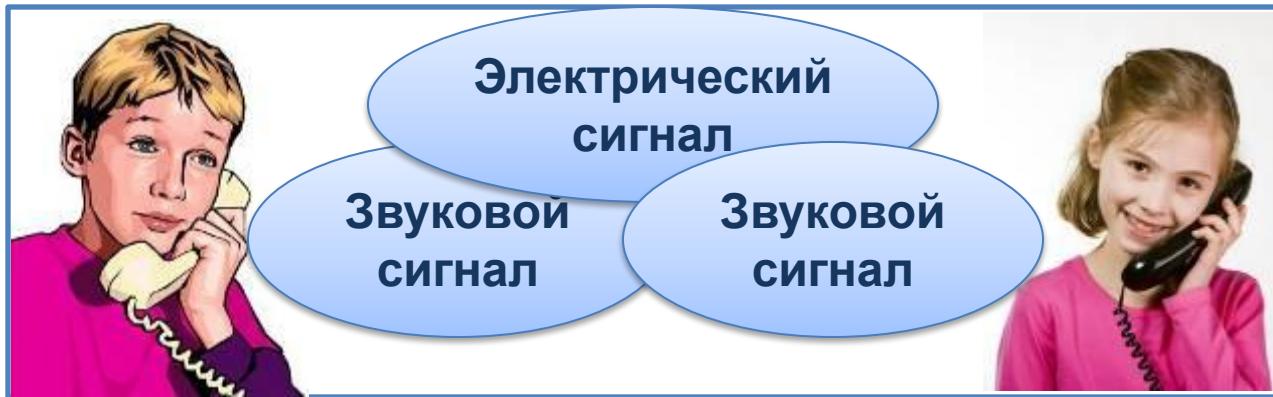 Электрический
сигнал
Звуковой
сигнал
Звуковой
сигнал